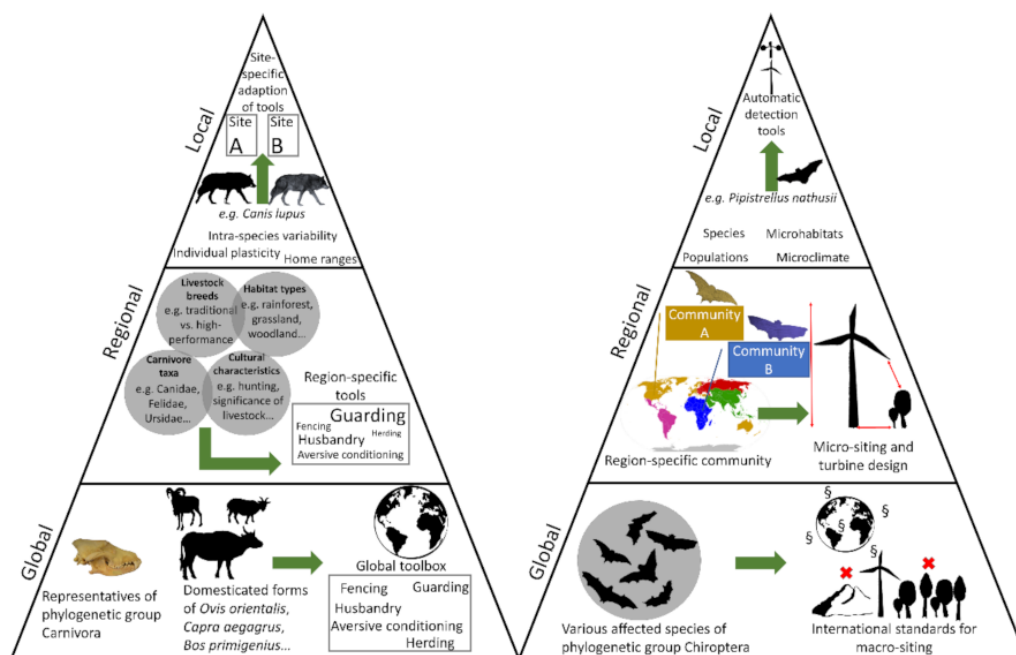 Local
Site-
specific
adaption
of tools
Site
A
Site
B
e.g. Canis lupus
Intra-species variability
Individual plasticity
Home ranges
Regional
Livestock
breeds
e.g. traditional
vs. high-
performance
Habitat types
e.g. rainforest,
grassland,
woodland...
Carnivore
taxa
e.g. Canidae,
Felidae,
Ursidae...
Cultural
characteristics
e.g. hunting,
significance of
livestock...
Region-specific
tools
Guarding
Fencing
Herding
Husbandry
Aversive conditioning
Global
Representatives of
phylogenetic group
Carnivora
Domesticated forms
of Ovis orientalis,
Capra aegagrus,
Bos primigenius...
Global toolbox
Fencing
Guarding
Husbandry
Aversive conditioning
Herding
Local
Automatic
detection
tools
e.g. Pipistrellus nathusii
Species
Microhabitats
Populations
Microclimate
Regional
Community
A
Community
B
Region-specific community
Micro-siting and
turbine design
Global
Various affected species of
phylogenetic group Chiroptera
§
§
§
§
§
International standards for
macro-siting